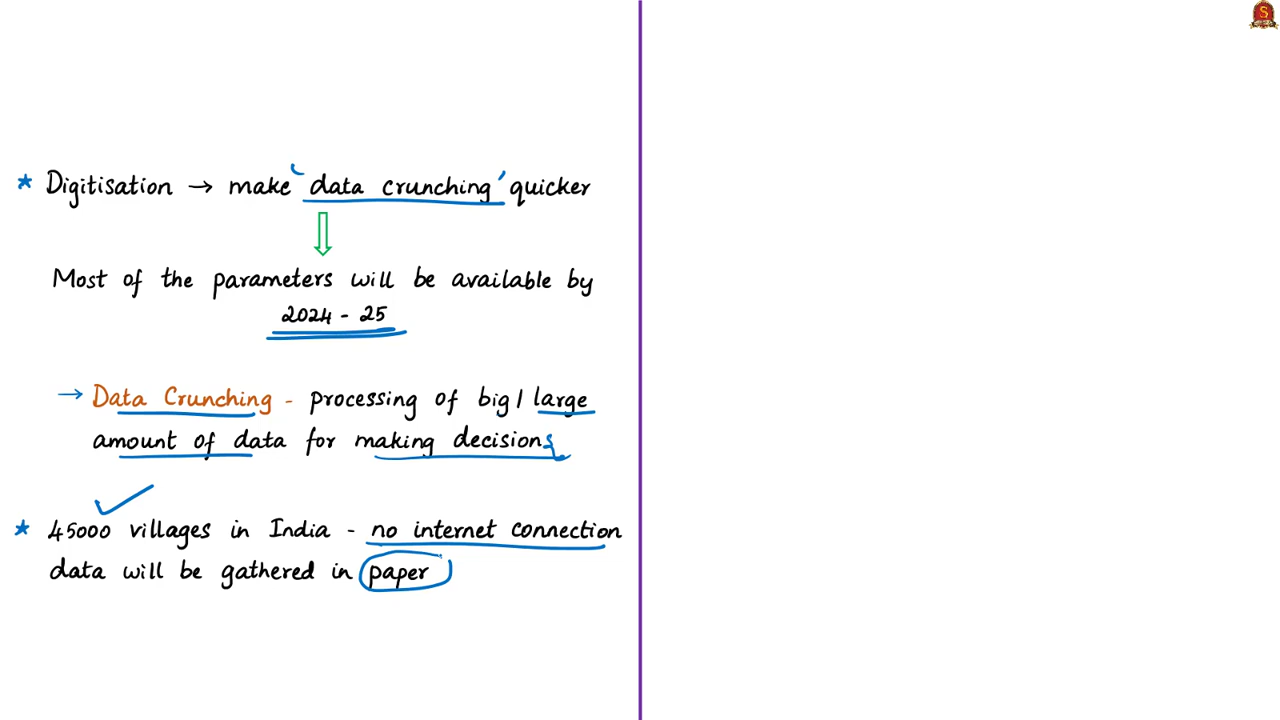 * Digitisation → make 'data crunching' quicker
Most of the parameters will be available by
2024 - 25
→ Data Crunching - processing of big / large
amount of data for making decisions
* 45000 villages in India - no internet connection
data will be gathered in paper
S